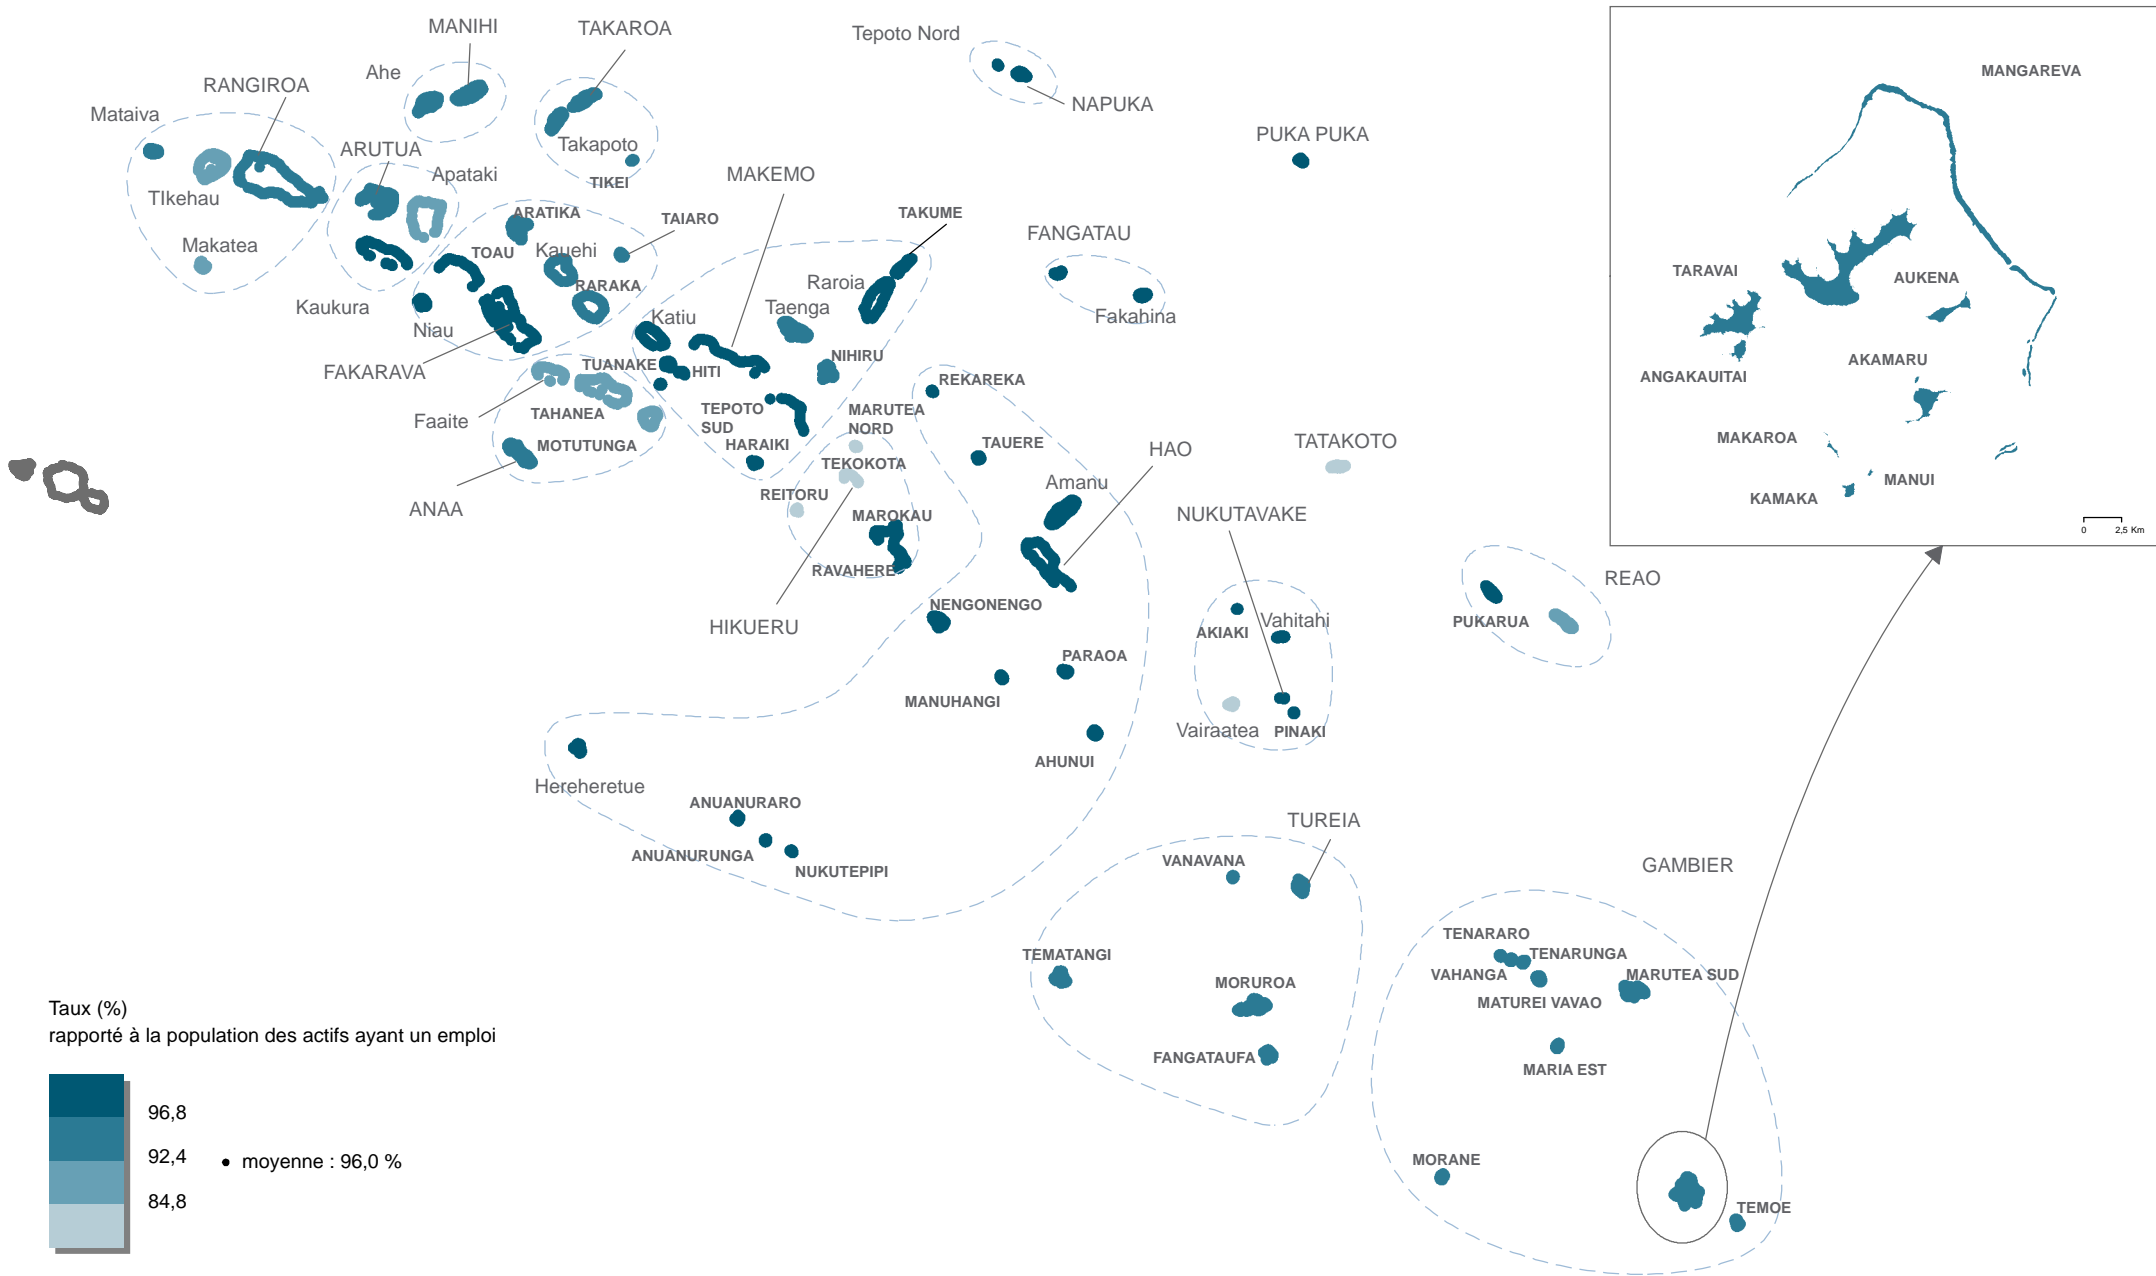 MANIHI
TAKAROA
Tepoto Nord
Ahe
RANGIROA
Mataiva
NAPUKA
MANGAREVA
ARUTUA
Takapoto
PUKA PUKA
Apataki
MAKEMO
TIKEI
TIkehau
ARATIKA
TAIARO
TAKUME
FANGATAU
Makatea
TOAU
Kauehi
Raroia
TARAVAI
AUKENA
RARAKA
Kaukura
Niau
Katiu
Taenga
Fakahina
FAKARAVA
TUANAKE
HITI
NIHIRU
AKAMARU
ANGAKAUITAI
REKAREKA
Faaite
TAHANEA
TEPOTO
SUD
MARUTEA
NORD
MOTUTUNGA
HARAIKI
TAUERE
HAO
TATAKOTO
MAKAROA
TEKOKOTA
MANUI
KAMAKA
REITORU
Amanu
ANAA
MAROKAU
NUKUTAVAKE
0 2,5 Km
RAVAHERE
REAO
NENGONENGO
HIKUERU
AKIAKI
Vahitahi
PUKARUA
PARAOA
MANUHANGI
Vairaatea
PINAKI
AHUNUI
Hereheretue
ANUANURARO
TUREIA
ANUANURUNGA
NUKUTEPIPI
VANAVANA
GAMBIER
TENARARO
TENARUNGA
TEMATANGI
VAHANGA
MARUTEA SUD
MORUROA
MATUREI VAVAO
FANGATAUFA
MARIA EST
MORANE
TEMOE
Taux (%)
rapporté à la population des actifs ayant un emploi
96,8
92,4
• moyenne : 96,0 %
84,8